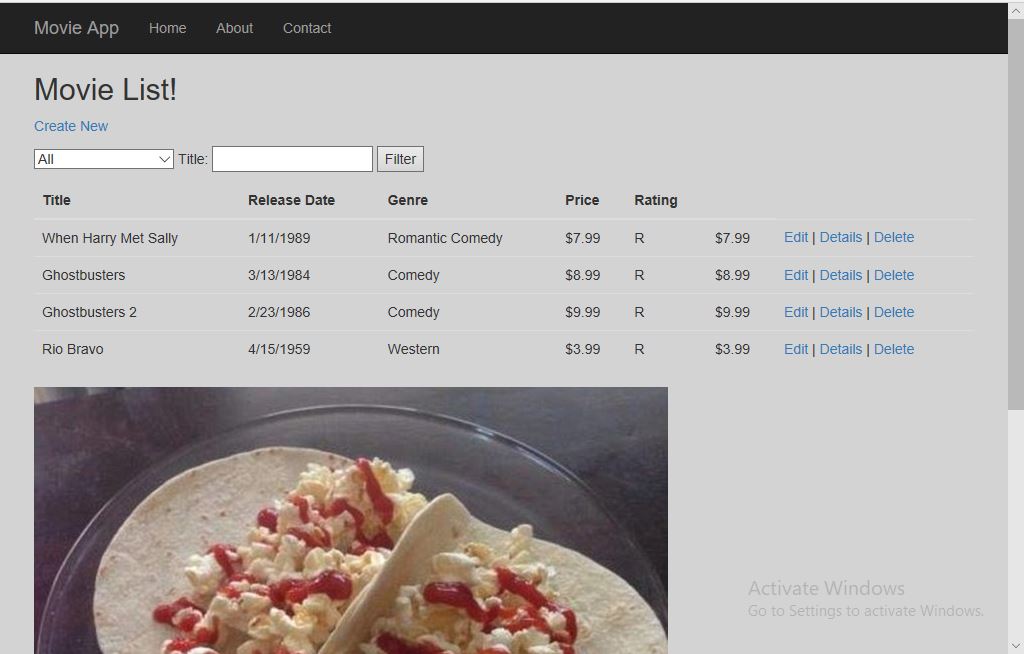 Movie App Home About Contact
Movie List!
Create New
All Title: Filter
Title Release Date Genre Price Rating
When Harry Met Sally 1/11/1989 Romantic Comedy $7.99 R $7.99 Edit | Details | Delete
Ghostbusters 3/13/1984 Comedy $8.99 R $8.99 Edit | Details | Delete
Ghostbusters 2 2/23/1986 Comedy $9.99 R $9.99 Edit | Details | Delete
Rio Bravo 4/15/1959 Western $3.99 R $3.99 Edit | Details | Delete
Activate Windows
Go to Settings to activate Windows.